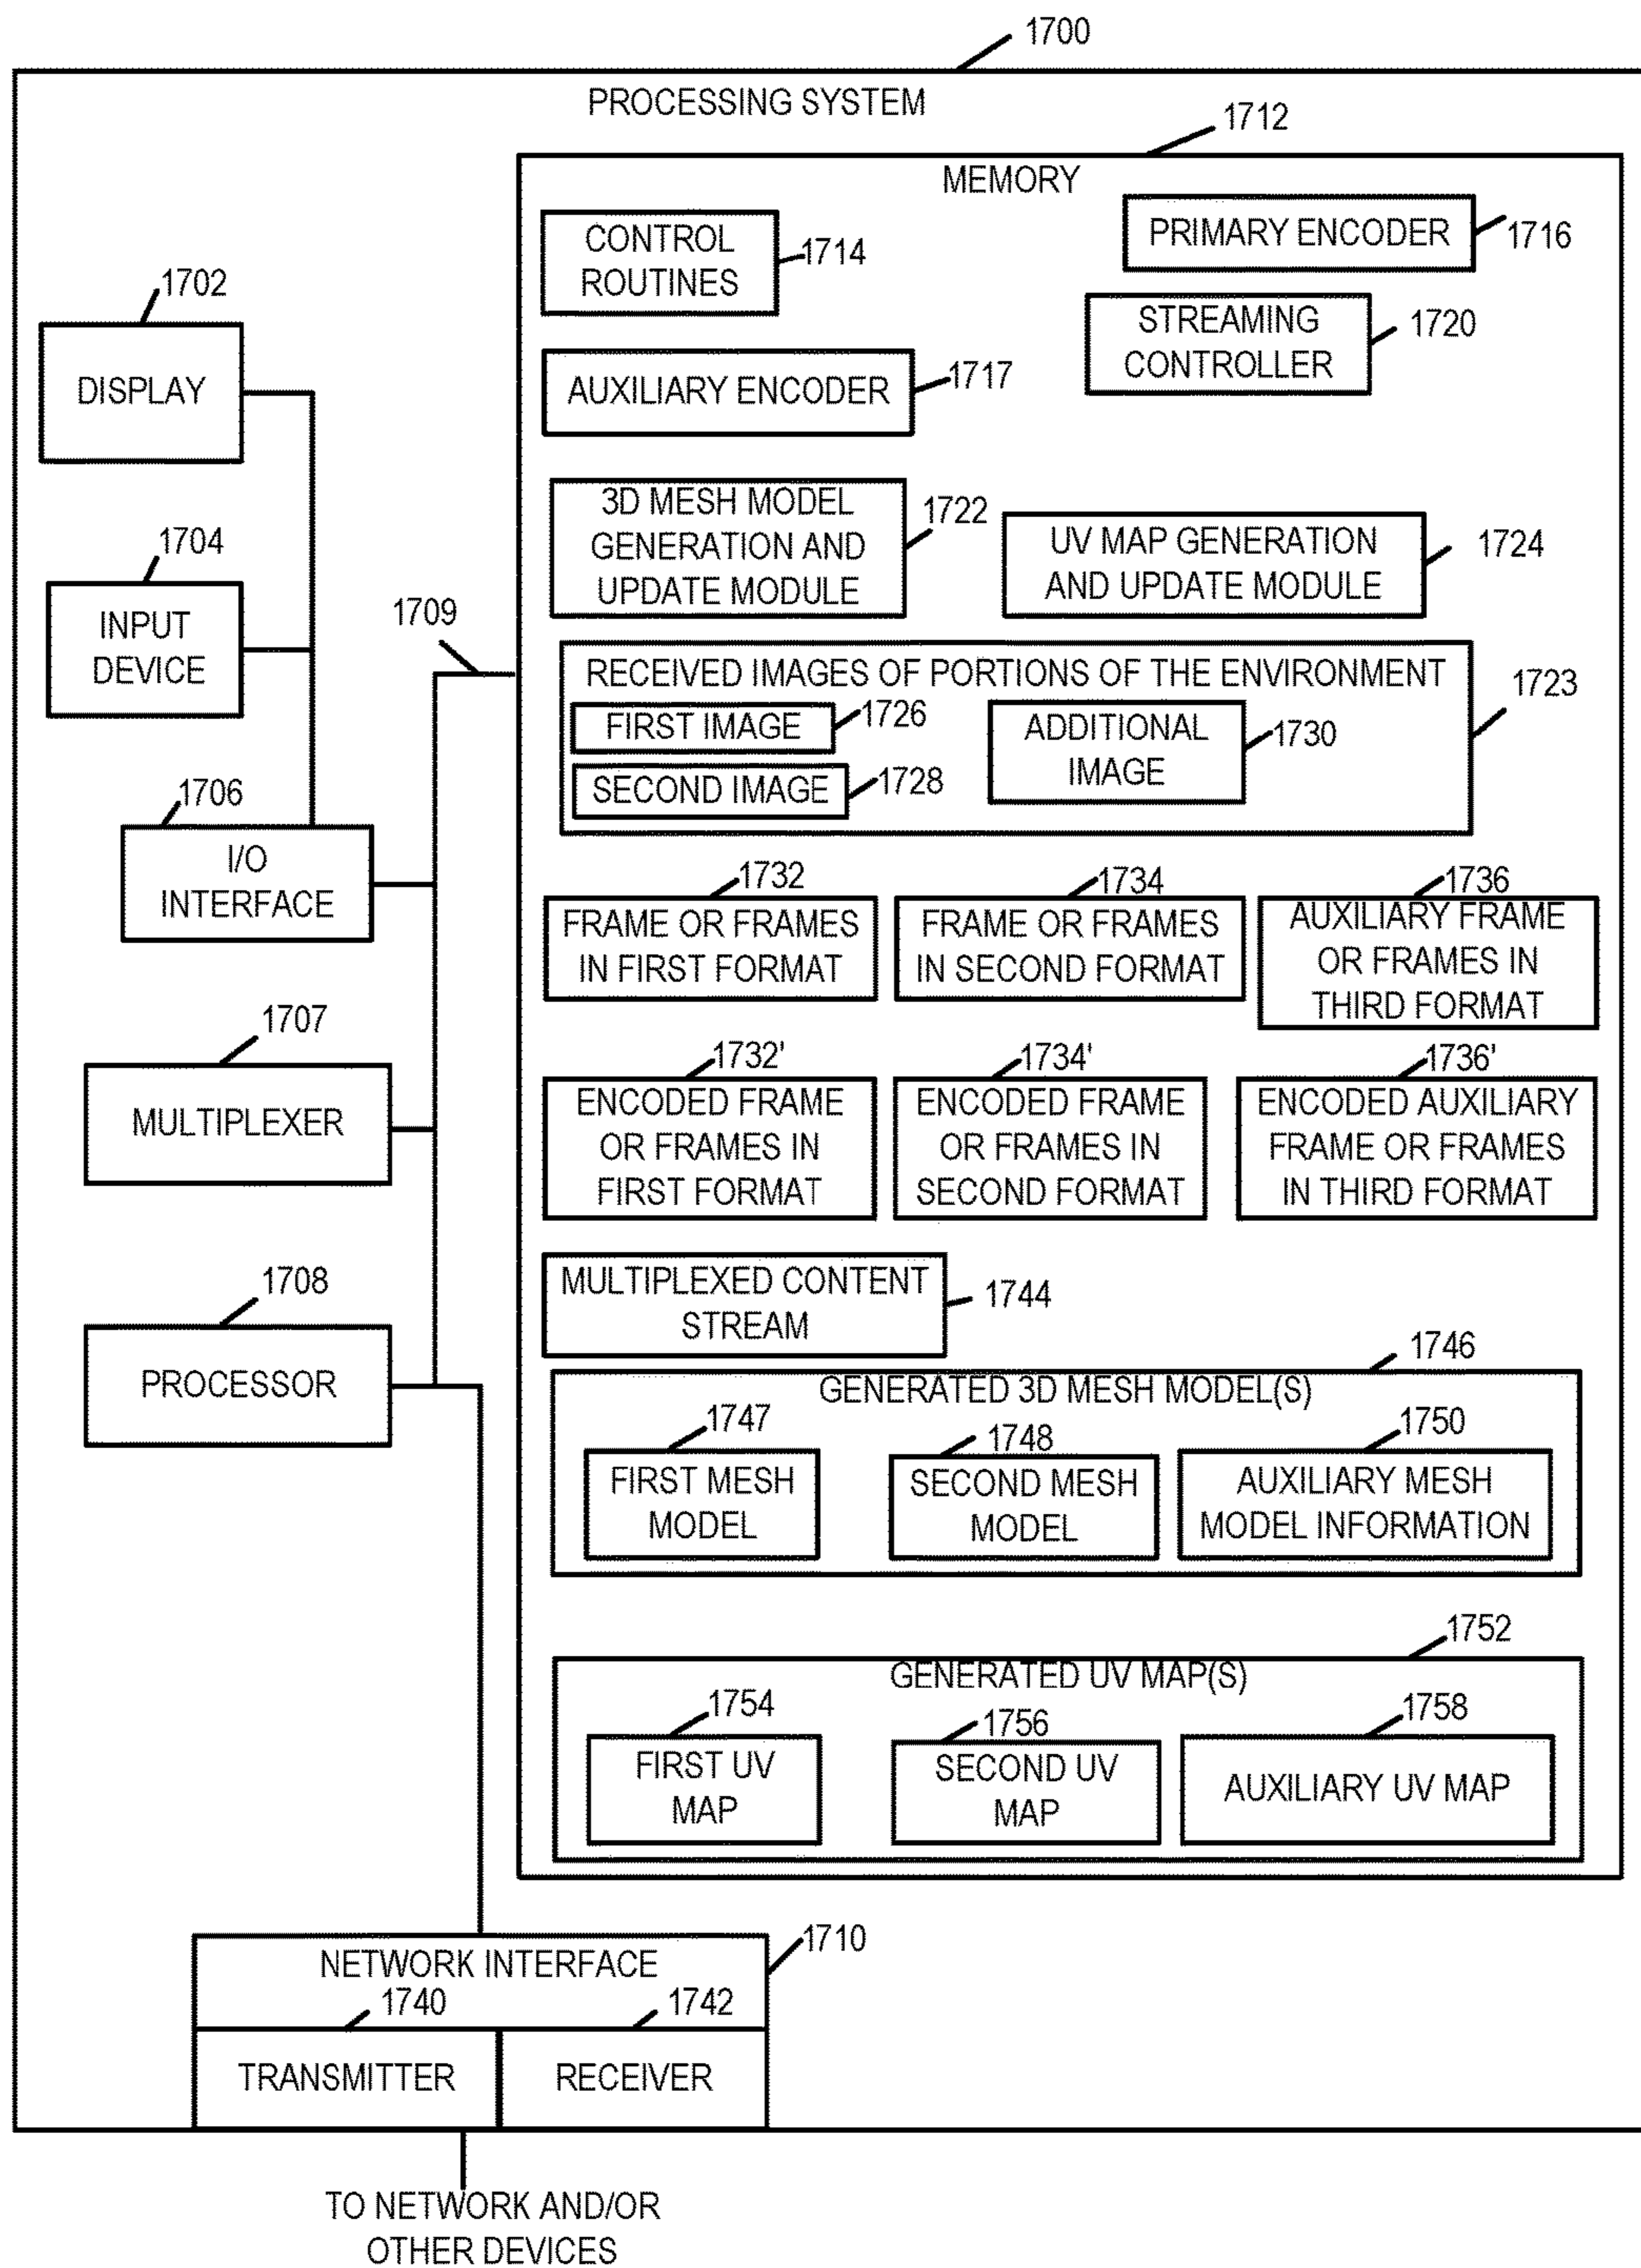 1700
PROCESSING SYSTEM
1712
MEMORY
CONTROL
ROUTINES
1714
PRIMARY ENCODER
1716
STREAMING
CONTROLLER
1720
AUXILIARY ENCODER
1717
1702
DISPLAY
1704
INPUT
DEVICE
1706
I/O
INTERFACE
1707
MULTIPLEXER
1708
PROCESSOR
1709
3D MESH MODEL
GENERATION AND
UPDATE MODULE
1722
UV MAP GENERATION
AND UPDATE MODULE
1724
RECEIVED IMAGES OF PORTIONS OF THE ENVIRONMENT
1723
FIRST IMAGE
1726
SECOND IMAGE
1728
ADDITIONAL
IMAGE
1730
1732
FRAME OR FRAMES
IN FIRST FORMAT
1734
FRAME OR FRAMES
IN SECOND FORMAT
1736
AUXILIARY FRAME
OR FRAMES IN
THIRD FORMAT
1732'
ENCODED FRAME
OR FRAMES IN
FIRST FORMAT
1734'
ENCODED FRAME
OR FRAMES IN
SECOND FORMAT
1736'
ENCODED AUXILIARY
FRAME OR FRAMES
IN THIRD FORMAT
MULTIPLEXED CONTENT
STREAM
1744
1746
GENERATED 3D MESH MODEL(S)
1747
FIRST MESH
MODEL
1748
SECOND MESH
MODEL
1750
AUXILIARY MESH
MODEL INFORMATION
1752
GENERATED UV MAP(S)
1754
FIRST UV
MAP
1756
SECOND UV
MAP
1758
AUXILIARY UV MAP
1710
NETWORK INTERFACE
1740
TRANSMITTER
1742
RECEIVER
TO NETWORK AND/OR
OTHER DEVICES